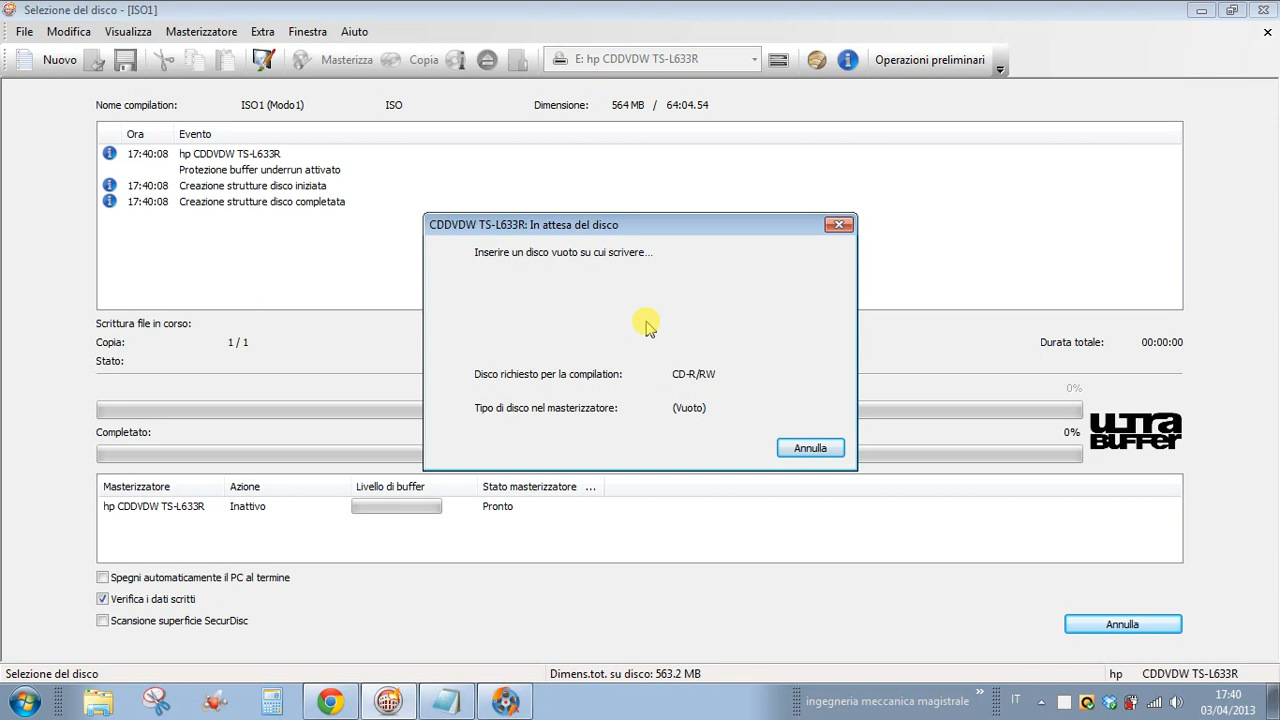 Selezione del disco - [ISO1]
File Modifica Visualizza Masterizzatore Extra Finestra Aiuto
Nuovo Masterizza Copia E: hp CDDVDW TS-L633R Operazioni preliminari
Nome compilation: ISO1 (Modo1) ISO Dimensione: 564 MB / 64:04.54
Ora Evento
17:40:08 hp CDDVDW TS-L633R
Protezione buffer underrun attivato
17:40:08 Creazione strutture disco iniziata
17:40:08 Creazione strutture disco completata
CDDVDW TS-L633R: In attesa del disco
Inserire un disco vuoto su cui scrivere...
Disco richiesto per la compilation: CD-R/RW
Tipo di disco nel masterizzatore: (Vuoto)
Annulla
Scrittura file in corso:
Copia: 1 / 1 Durata totale: 00:00:00
Stato:
0%
Completato: 0%
ULTRA
BUFFER
Masterizzatore Azione Livello di buffer Stato masterizzatore ...
hp CDDVDW TS-L633R Inattivo Pronto
Spegni automaticamente il PC al termine
Verifica i dati scritti
Scansione superficie SecurDisc
Annulla
Selezione del disco Dimens.tot. su disco: 563.2 MB hp CDDVDW TS-L633R
ingegneria meccanica magistrale » IT 17:40
03/04/2013